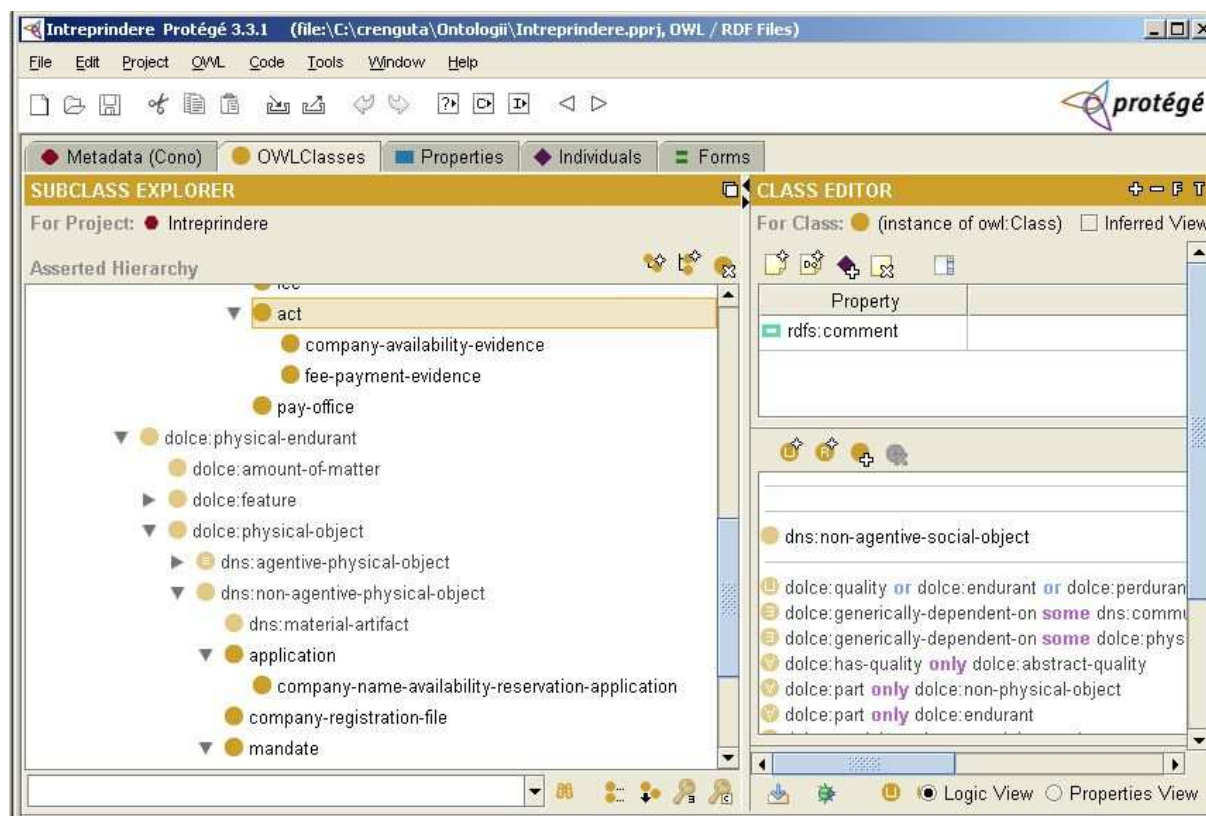 Intreprindere Protégé 3.3.1 (file:\C:\crenguta\Ontologii\Intreprindere.pprj, OWL / RDF Files)
File Edit Project OWL Code Tools Window Help
protégé
Metadata (Cono) OWLClasses Properties Individuals Forms
SUBCLASS EXPLORER
For Project: Intreprindere
Asserted Hierarchy
act
company-availability-evidence
fee-payment-evidence
pay-office
dolce:physical-endurant
dolce:amount-of-matter
dolce:feature
dolce:physical-object
dns:agentive-physical-object
dns:non-agentive-physical-object
dns:material-artifact
application
company-name-availability-reservation-application
company-registration-file
mandate
CLASS EDITOR
F T
For Class: (instance of owl:Class) Inferred View
Property
rdfs:comment
dns:non-agentive-social-object
dolce:quality or dolce:endurant or dolce:perduran
dolce:generically-dependent-on some dns:commu
dolce:generically-dependent-on some dolce:phys
dolce:has-quality only dolce:abstract-quality
dolce:part only dolce:non-physical-object
dolce:part only dolce:endurant
Logic View Properties View